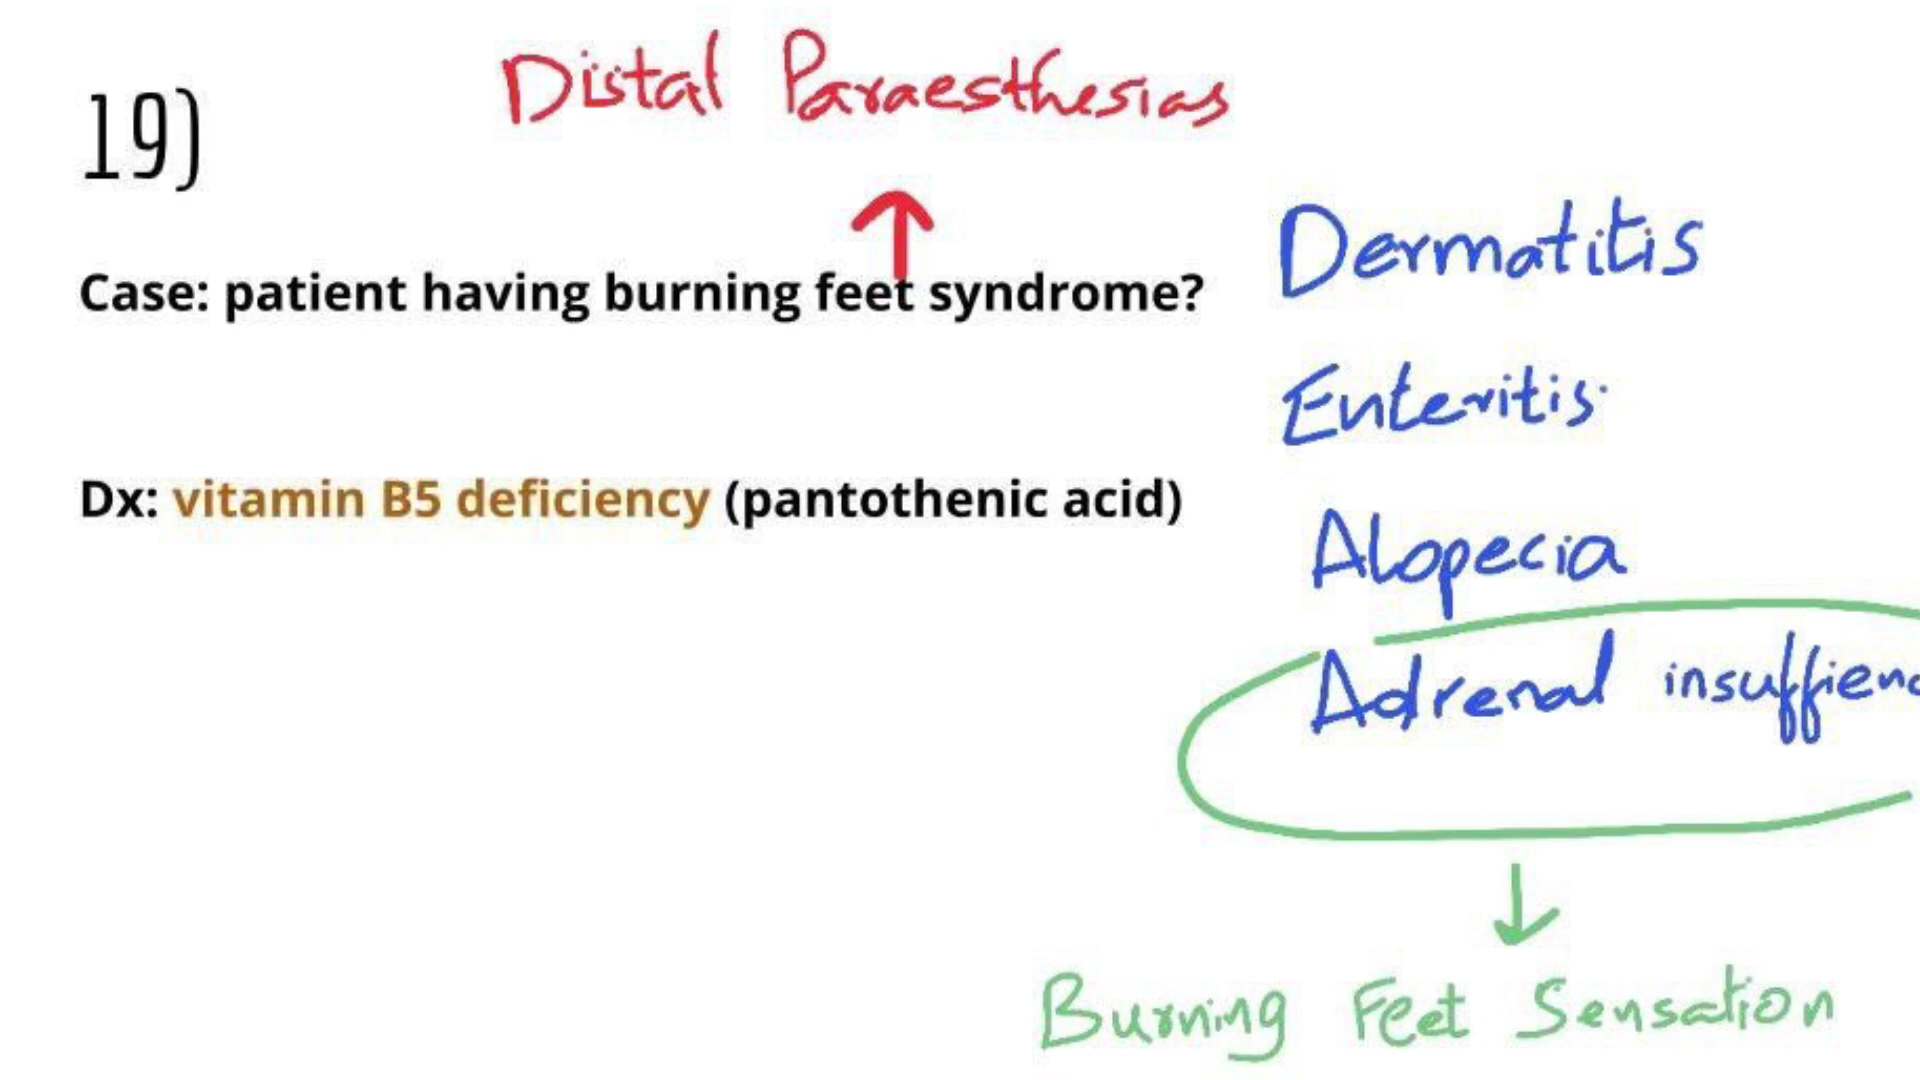 Distal Paraesthesias
19)
Dermatitis
Case: patient having burning feet syndrome?
Enteritis
Dx: vitamin B5 deficiency (pantothenic acid)
Alopecia
Adrenal insuffienc
Burning Feet Sensation